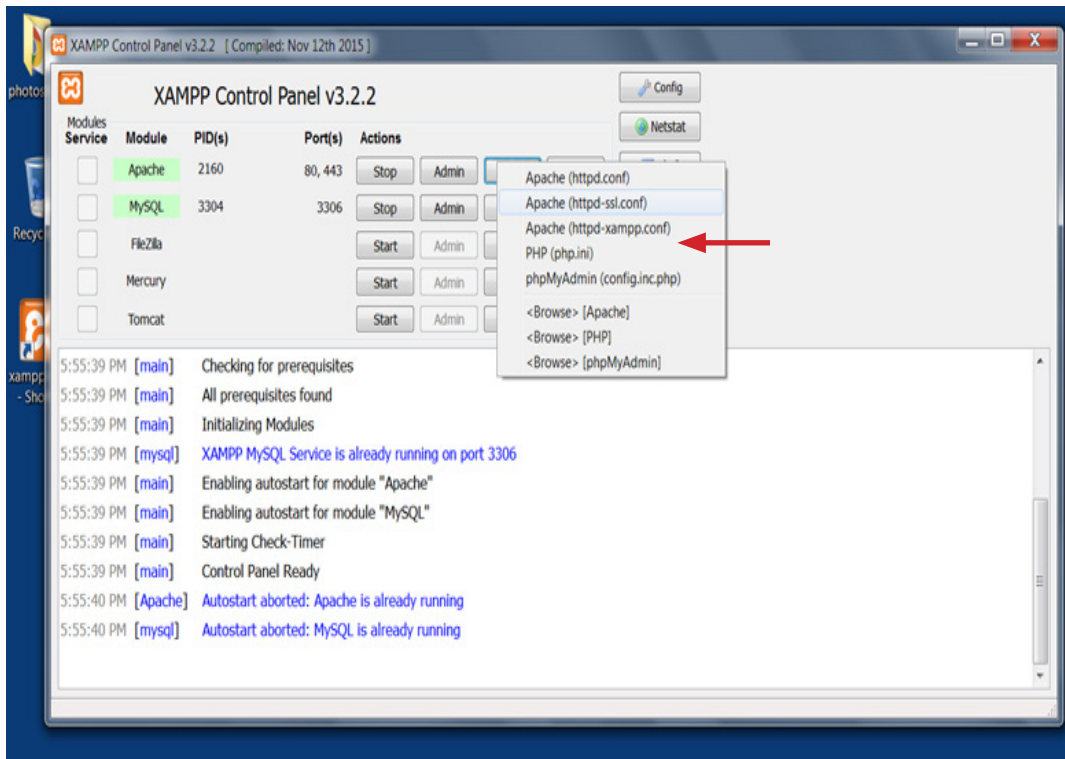 photos
XAMPP Control Panel v3.2.2 [ Compiled: Nov 12th 2015 ]
XAMPP Control Panel v3.2.2
Config
Modules
Service Module PID(s) Port(s) Actions
Netstat
Apache 2160 80, 443 Stop Admin
MySQL 3304 3306 Stop Admin
FileZilla Start Admin
Mercury Start Admin
Tomcat Start Admin
Apache (httpd.conf)
Apache (httpd-ssl.conf)
Apache (httpd-xampp.conf)
PHP (php.ini)
phpMyAdmin (config.inc.php)
<Browse> [Apache]
<Browse> [PHP]
<Browse> [phpMyAdmin]
Recyc
xampp
- Sho
5:55:39 PM [main] Checking for prerequisites
5:55:39 PM [main] All prerequisites found
5:55:39 PM [main] Initializing Modules
5:55:39 PM [mysql] XAMPP MySQL Service is already running on port 3306
5:55:39 PM [main] Enabling autostart for module "Apache"
5:55:39 PM [main] Enabling autostart for module "MySQL"
5:55:39 PM [main] Starting Check-Timer
5:55:39 PM [main] Control Panel Ready
5:55:40 PM [Apache] Autostart aborted: Apache is already running
5:55:40 PM [mysql] Autostart aborted: MySQL is already running